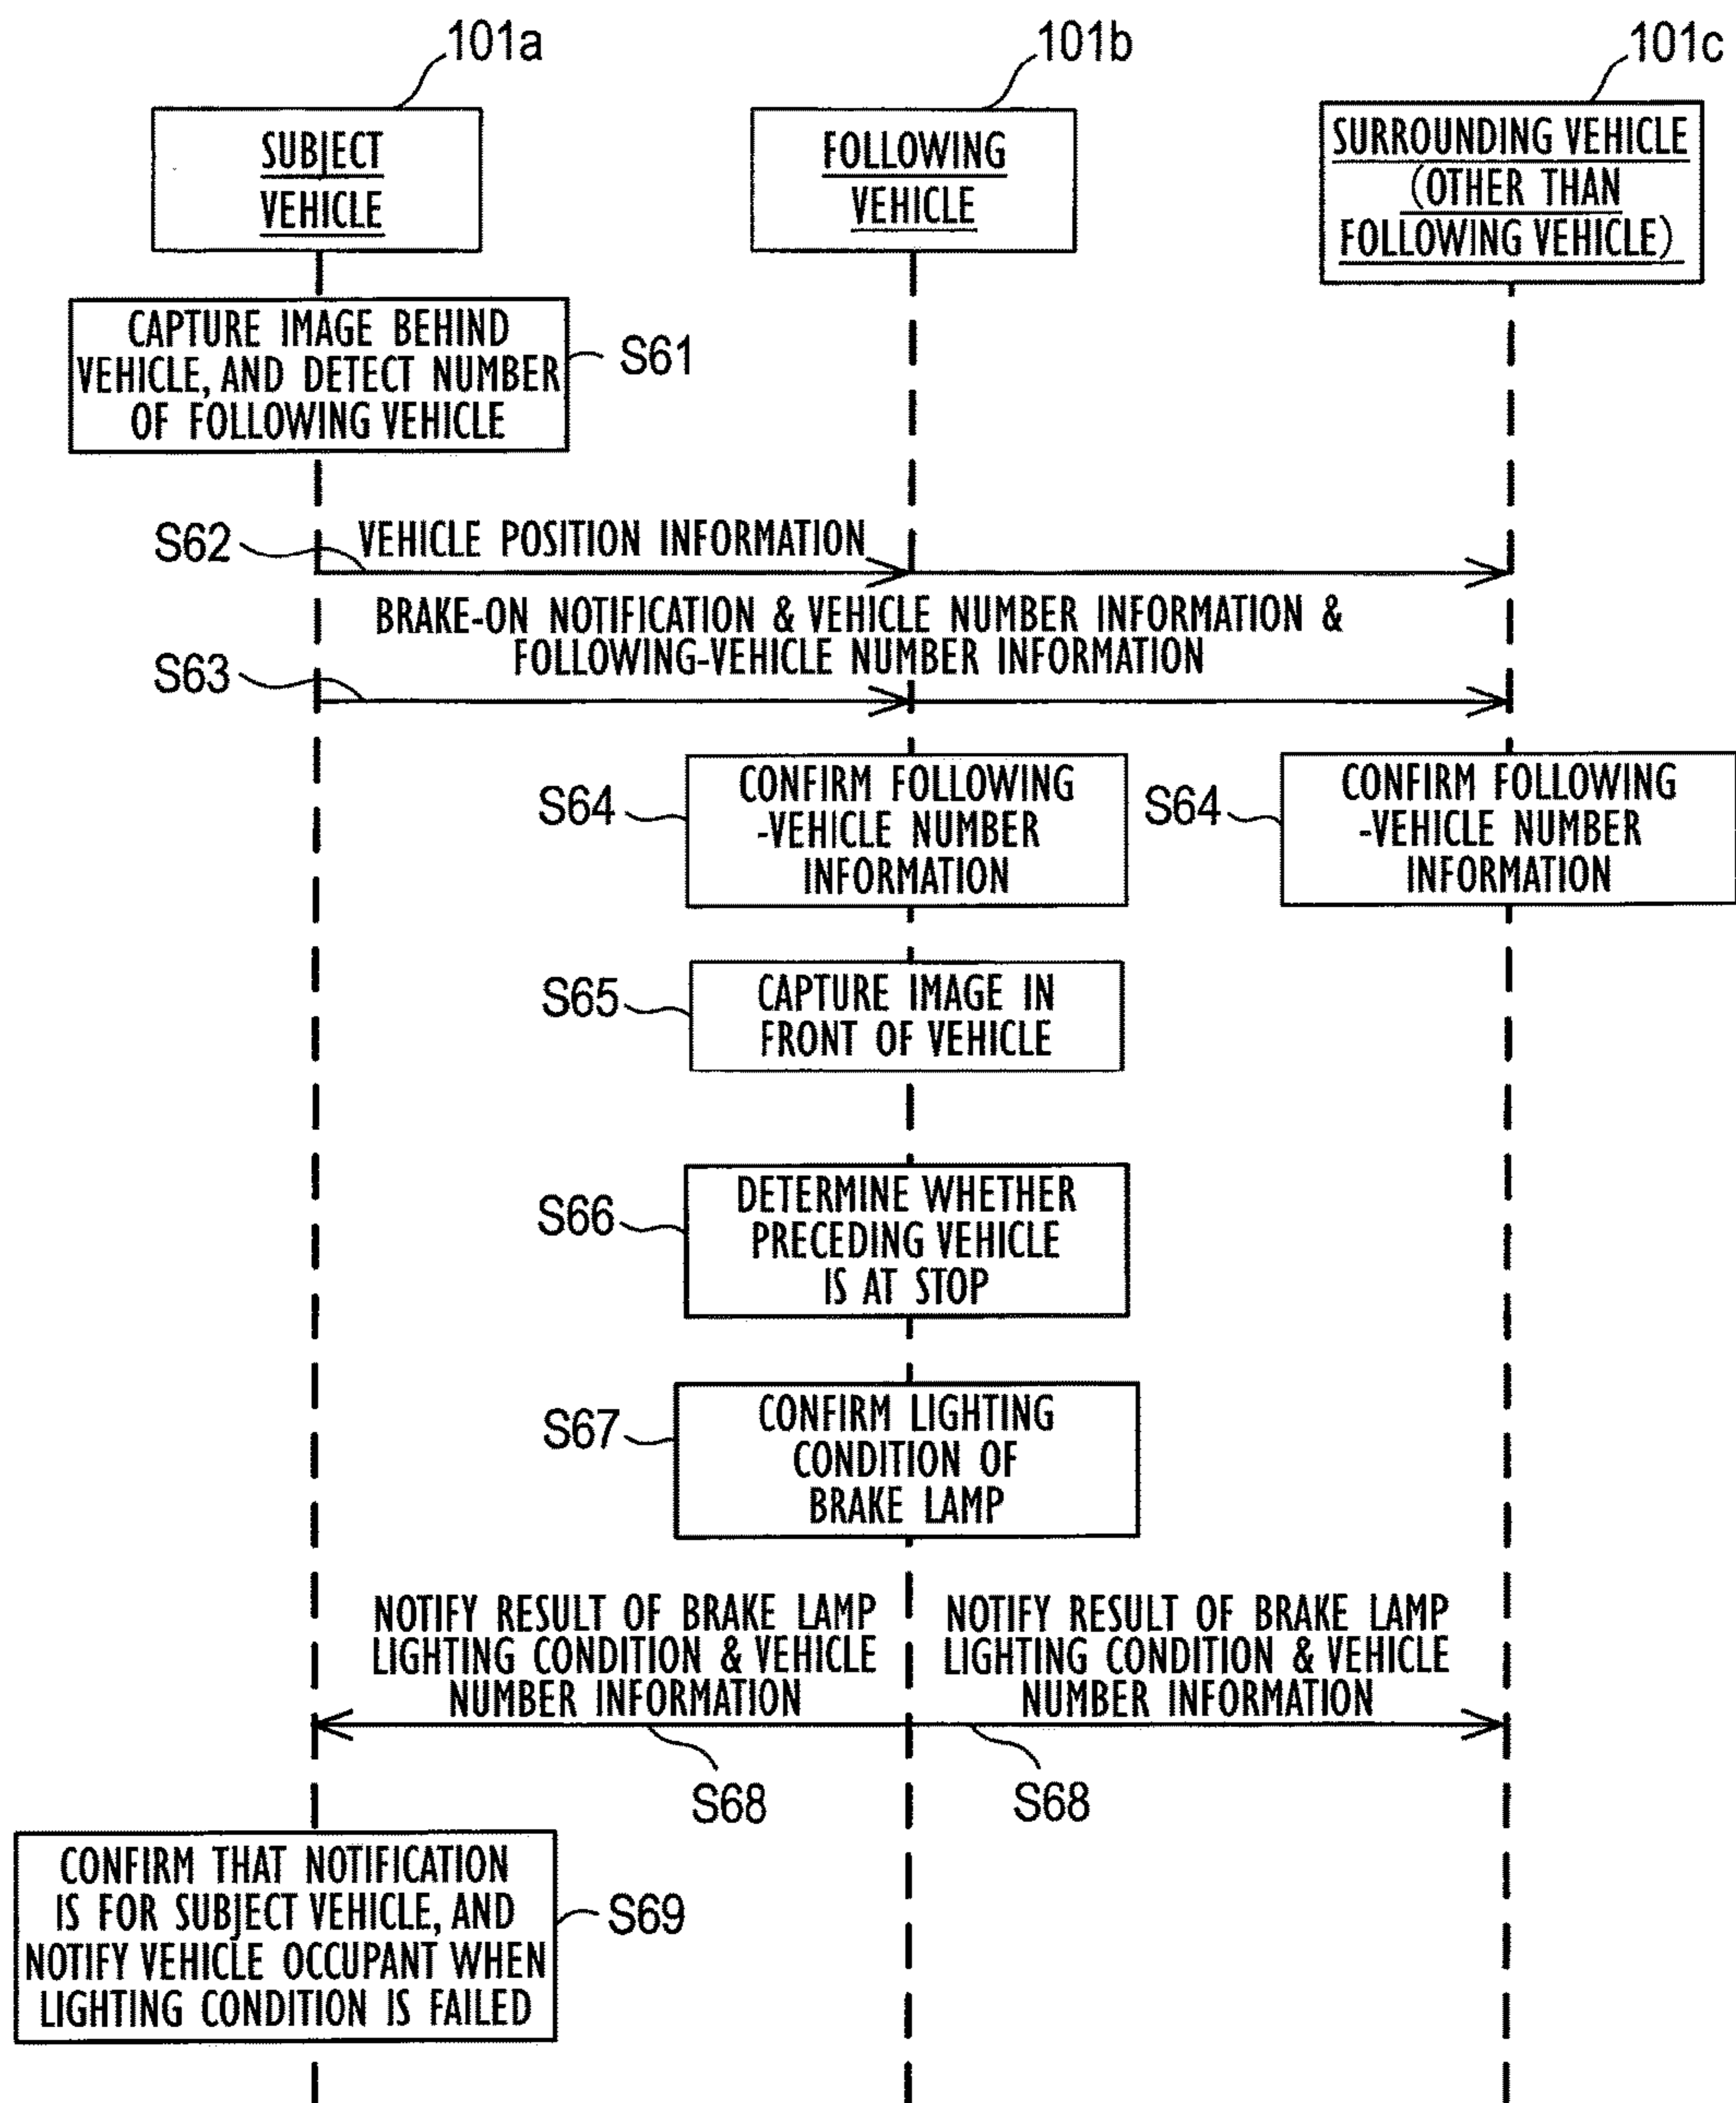 101a
101b
101c
SUBJECT
VEHICLE
FOLLOWING
VEHICLE
SURROUNDING VEHICLE
(OTHER THAN
FOLLOWING VEHICLE)
CAPTURE IMAGE BEHIND
VEHICLE, AND DETECT NUMBER
OF FOLLOWING VEHICLE
S61
S62
VEHICLE POSITION INFORMATION
BRAKE-ON NOTIFICATION & VEHICLE NUMBER INFORMATION &
FOLLOWING-VEHICLE NUMBER INFORMATION
S63
S64
CONFIRM FOLLOWING
-VEHICLE NUMBER
INFORMATION
S64
CONFIRM FOLLOWING
-VEHICLE NUMBER
INFORMATION
S65
CAPTURE IMAGE IN
FRONT OF VEHICLE
S66
DETERMINE WHETHER
PRECEDING VEHICLE
IS AT STOP
S67
CONFIRM LIGHTING
CONDITION OF
BRAKE LAMP
NOTIFY RESULT OF BRAKE LAMP
LIGHTING CONDITION & VEHICLE
NUMBER INFORMATION
NOTIFY RESULT OF BRAKE LAMP
LIGHTING CONDITION & VEHICLE
NUMBER INFORMATION
S68
S68
CONFIRM THAT NOTIFICATION
IS FOR SUBJECT VEHICLE, AND
NOTIFY VEHICLE OCCUPANT WHEN
LIGHTING CONDITION IS FAILED
S69